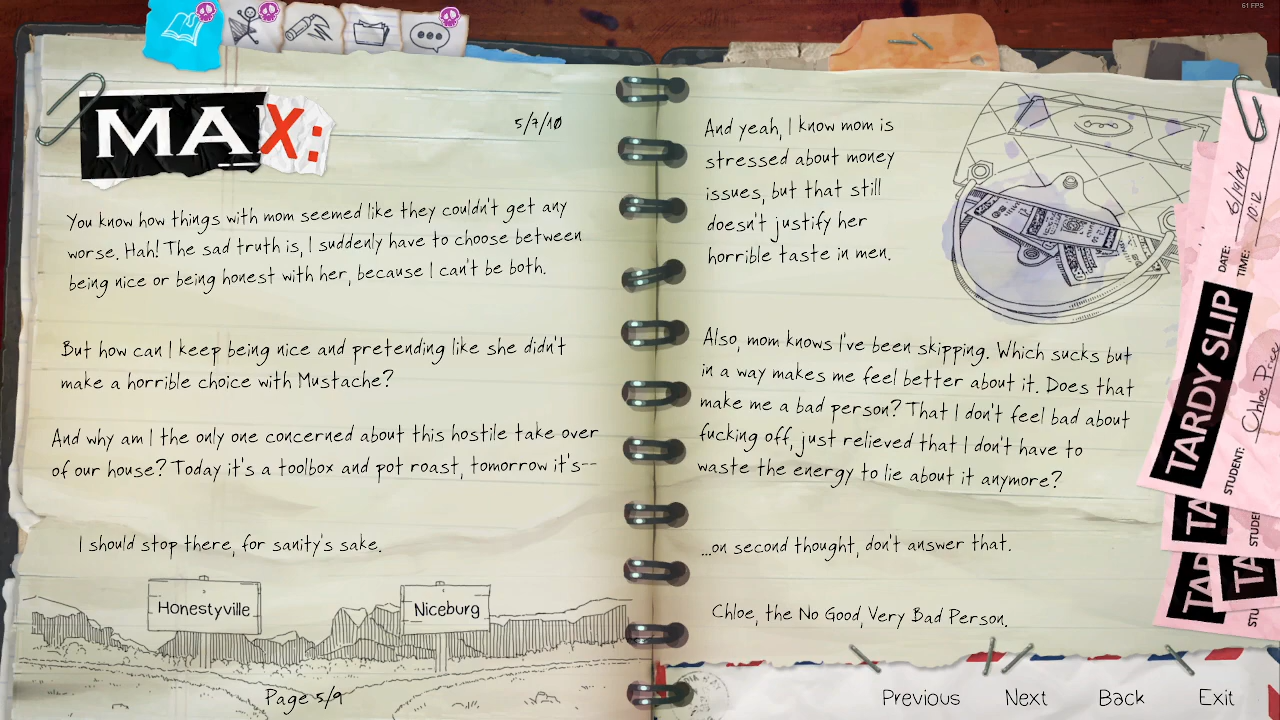 61 FPS
MAX:
5/7/10
You know how things with mom seemed like they couldn't get any
worse. Hah! The sad truth is, I suddenly have to choose between
being nice or being honest with her, because I can't be both.
But how can I keep being nice and pretending like she didn't
make a horrible choice with Mustache?
And why am I the only one concerned about this hostile take over
of our house? Today it's a toolbox and pot roast, tomorrow it's--
I should stop there, for sanity's sake.
Honestyville
Niceburg
Page 5/9
And yeah, I know mom is
stressed about money
issues, but that still
doesn't justify her
horrible taste in men.
Also, mom knows I've been skipping. Which sucks but
in a way makes me feel better about it. Does that
make me a bad person? That I don't feel bad about
fucking off, just relieved that I don't have to
waste the energy to lie about it anymore?
...on second thought, don't answer that.
Chloe, the No Good, Very Bad Person.
TARDY SLIP
DATE: 6/19/09
TIME: 10:12
STUDENT: Chloe Price
TA
STUDE
TARD
TA
STU
Previous
Next
Back
Exit